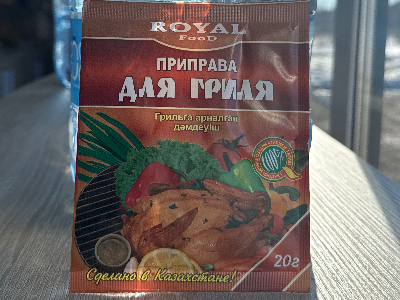 ROYAL
FOOD
ПРИПРАВА
ДЛЯ ГРИЛЯ
Грильге арналған
дәмдеуіш
20г
Сделано в Казахстане!